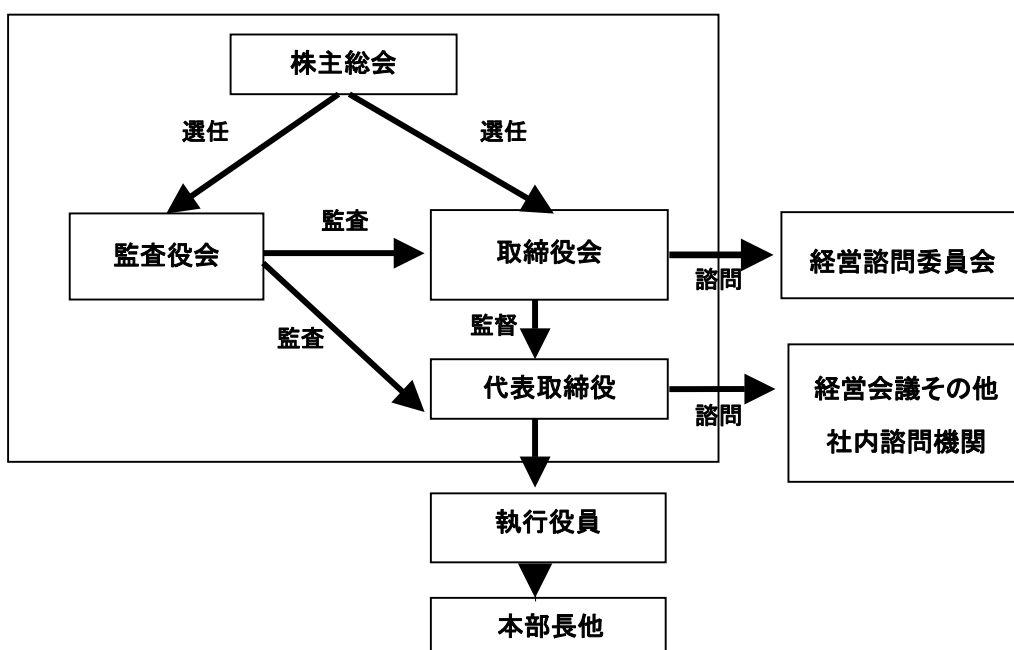 株主総会
選任
選任
監査役会
監査
取締役会
諮問
経営諮問委員会
監査
監督
代表取締役
諮問
経営会議その他
社内諮問機関
執行役員
本部長他